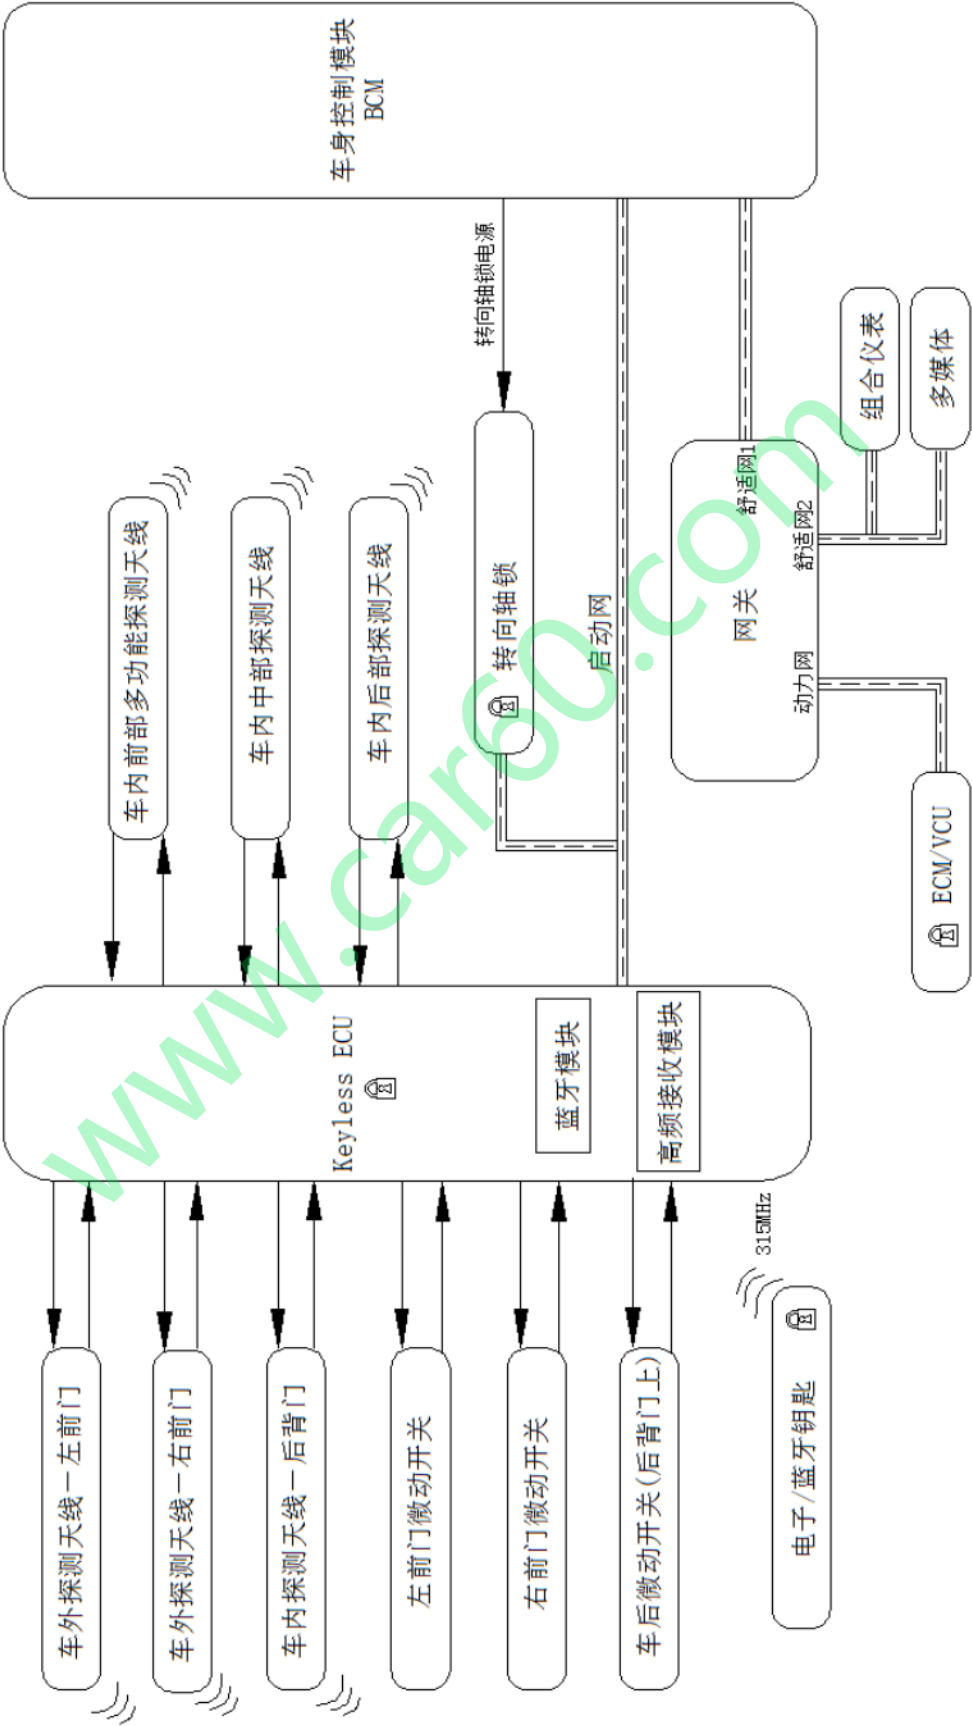 车外探测天线—左前门
车外探测天线—右前门
车内探测天线—后背门
左前门微动开关
右前门微动开关
车后微动开关(后背门上)
电子/蓝牙钥匙
315MHz
Keyless ECU
蓝牙模块
高频接收模块
车内前部多功能探测天线
车内中部探测天线
车内后部探测天线
转向轴锁
转向轴锁电源
启动网
车身控制模块
BCM
网关
舒适网1
舒适网2
动力网
组合仪表
多媒体
ECM/VCU
www.car60.com